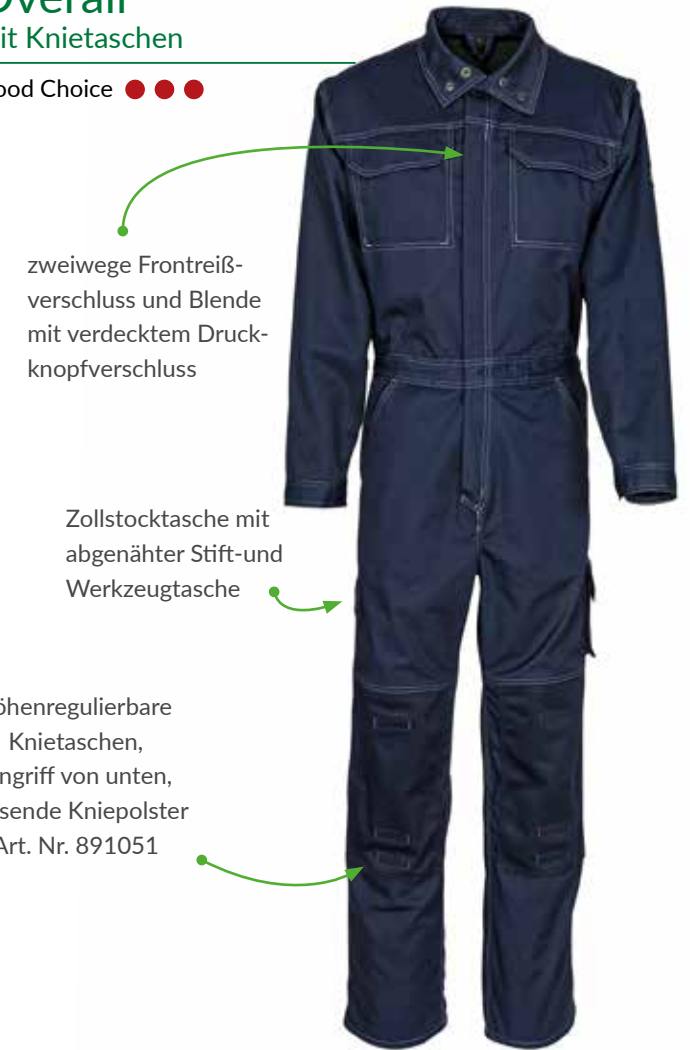 Overall
it Knietaschen
ood Choice
zweiwege Frontreiß-
verschluss und Blende
mit verdecktem Druck-
knopfverschluss
Zollstocktasche mit
abgenähter Stift-und
Werkzeugtasche
öhenregulierbare
Knietaschen,
ngriff von unten,
sende Kniepolster
Art. Nr. 891051